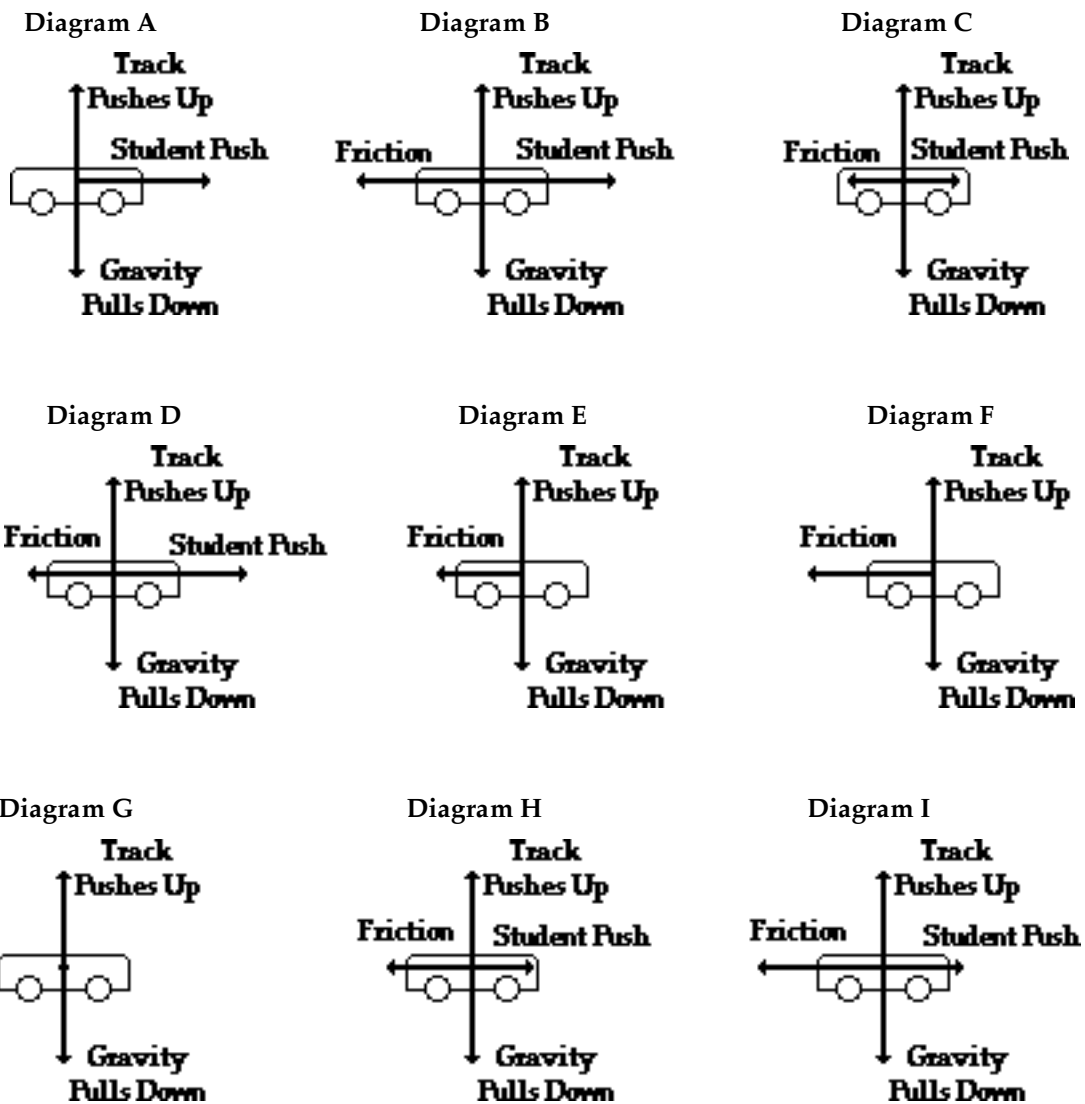 Diagram A
Track
Pushes Up
Student Push
Gravity
Pulls Down
Diagram B
Track
Pushes Up
Friction
Student Push
Gravity
Pulls Down
Diagram C
Track
Pushes Up
Friction
Student Push
Gravity
Pulls Down
Diagram D
Track
Pushes Up
Friction
Student Push
Gravity
Pulls Down
Diagram E
Track
Pushes Up
Friction
Gravity
Pulls Down
Diagram F
Track
Pushes Up
Friction
Gravity
Pulls Down
Diagram G
Track
Pushes Up
Gravity
Pulls Down
Diagram H
Track
Pushes Up
Friction
Student Push
Gravity
Pulls Down
Diagram I
Track
Pushes Up
Friction
Student Push
Gravity
Pulls Down